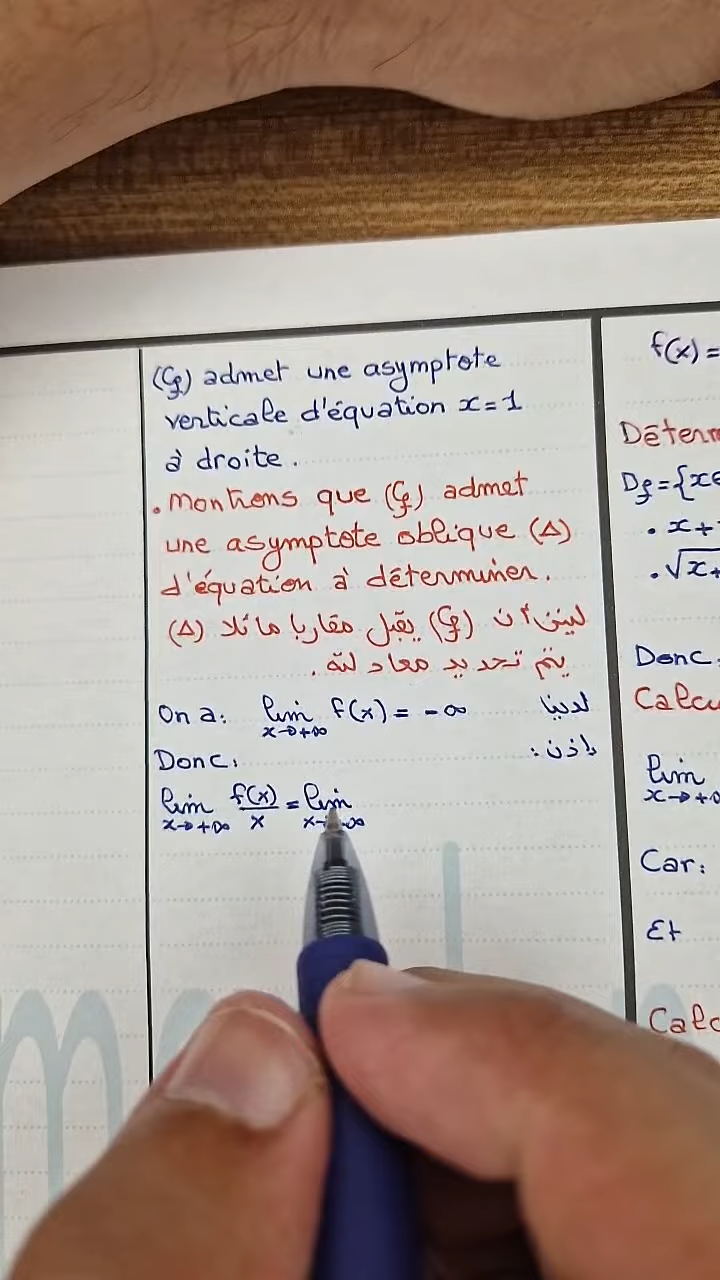 (Cf) admet une asymptote
verticale d'équation x=1
à droite.
. Montrons que (Cf) admet
une asymptote oblique (Δ)
d'équation à déterminer.
لنبين أن (Cf) يقبل مقاربا مائلا (Δ)
يتم تحديد معادلته.
On a: lim f(x) = -∞ لدينا
x→+∞
Donc: إذن:
lim f(x)/x = lim
x→+∞ x→+∞
f(x) =
Déterm
Df={x∈
. x+
. √x+
Donc:
Calcu
lim
x→+∞
Car:
Et
Calc